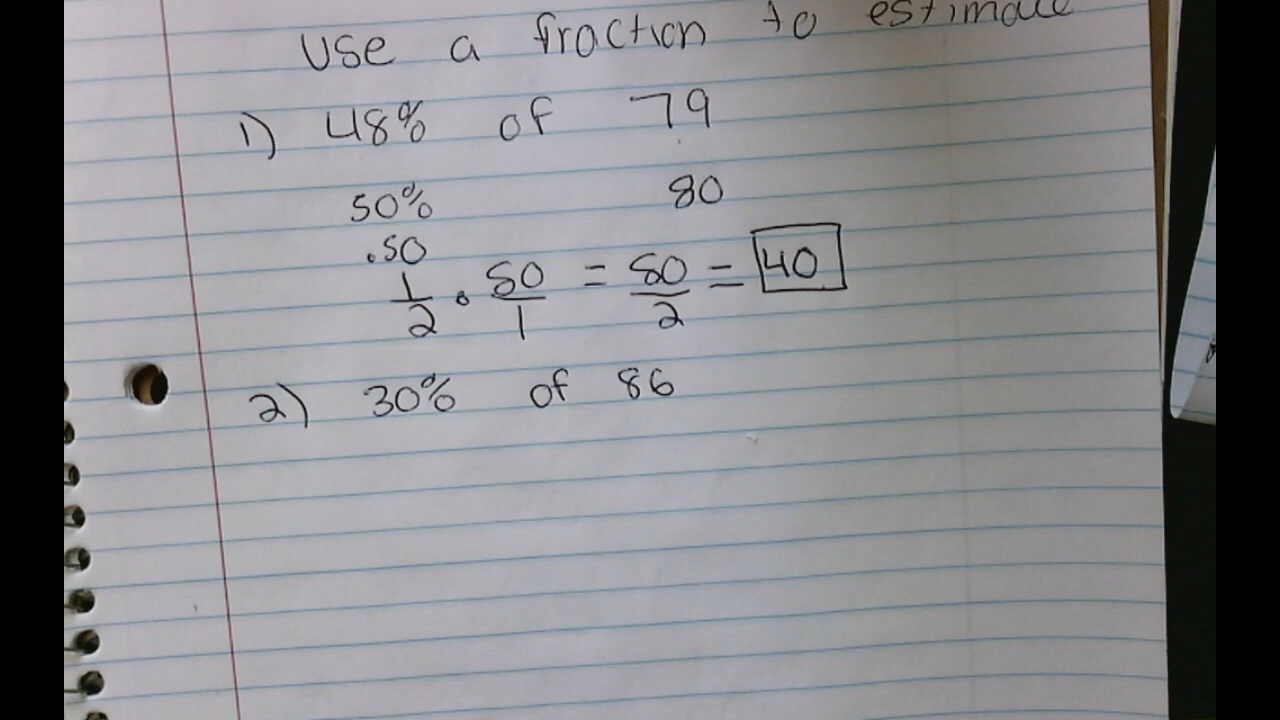 Use a fraction to estimate
1) 48% of 79
50% 80
.50
1/2 • 80/1 = 80/2 = 40
2) 30% of 86